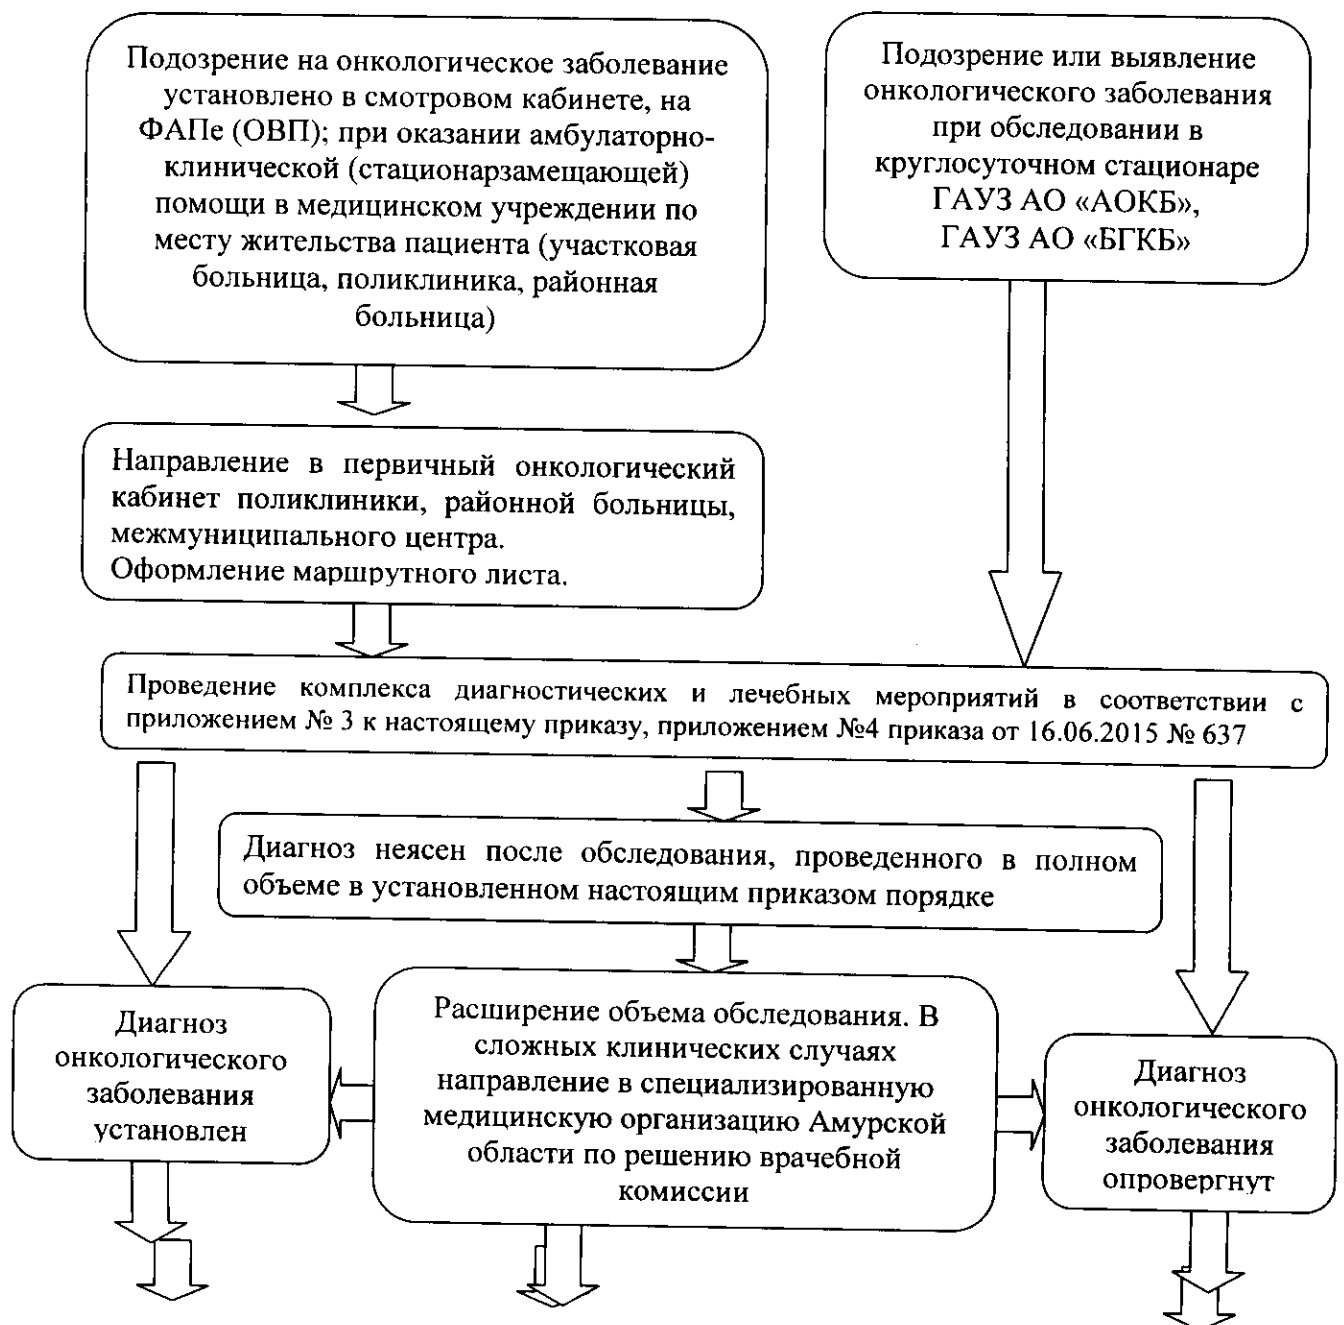 Подозрение на онкологическое заболевание
установлено в смотровом кабинете, на
ФАПе (ОВП); при оказании амбулаторно-
клинической (стационарзамещающей)
помощи в медицинском учреждении по
месту жительства пациента (участковая
больница, поликлиника, районная
больница)
Подозрение или выявление
онкологического заболевания
при обследовании в
круглосуточном стационаре
ГАУЗ АО «АОКБ»,
ГАУЗ АО «БГКБ»
Направление в первичный онкологический
кабинет поликлиники, районной больницы,
межмуниципального центра.
Оформление маршрутного листа.
Проведение комплекса диагностических и лечебных мероприятий в соответствии с
приложением № 3 к настоящему приказу, приложением №4 приказа от 16.06.2015 № 637
Диагноз неясен после обследования, проведенного в полном
объеме в установленном настоящим приказом порядке
Диагноз
онкологического
заболевания
установлен
Расширение объема обследования. В
сложных клинических случаях
направление в специализированную
медицинскую организацию Амурской
области по решению врачебной
комиссии
Диагноз
онкологического
заболевания
опровергнут